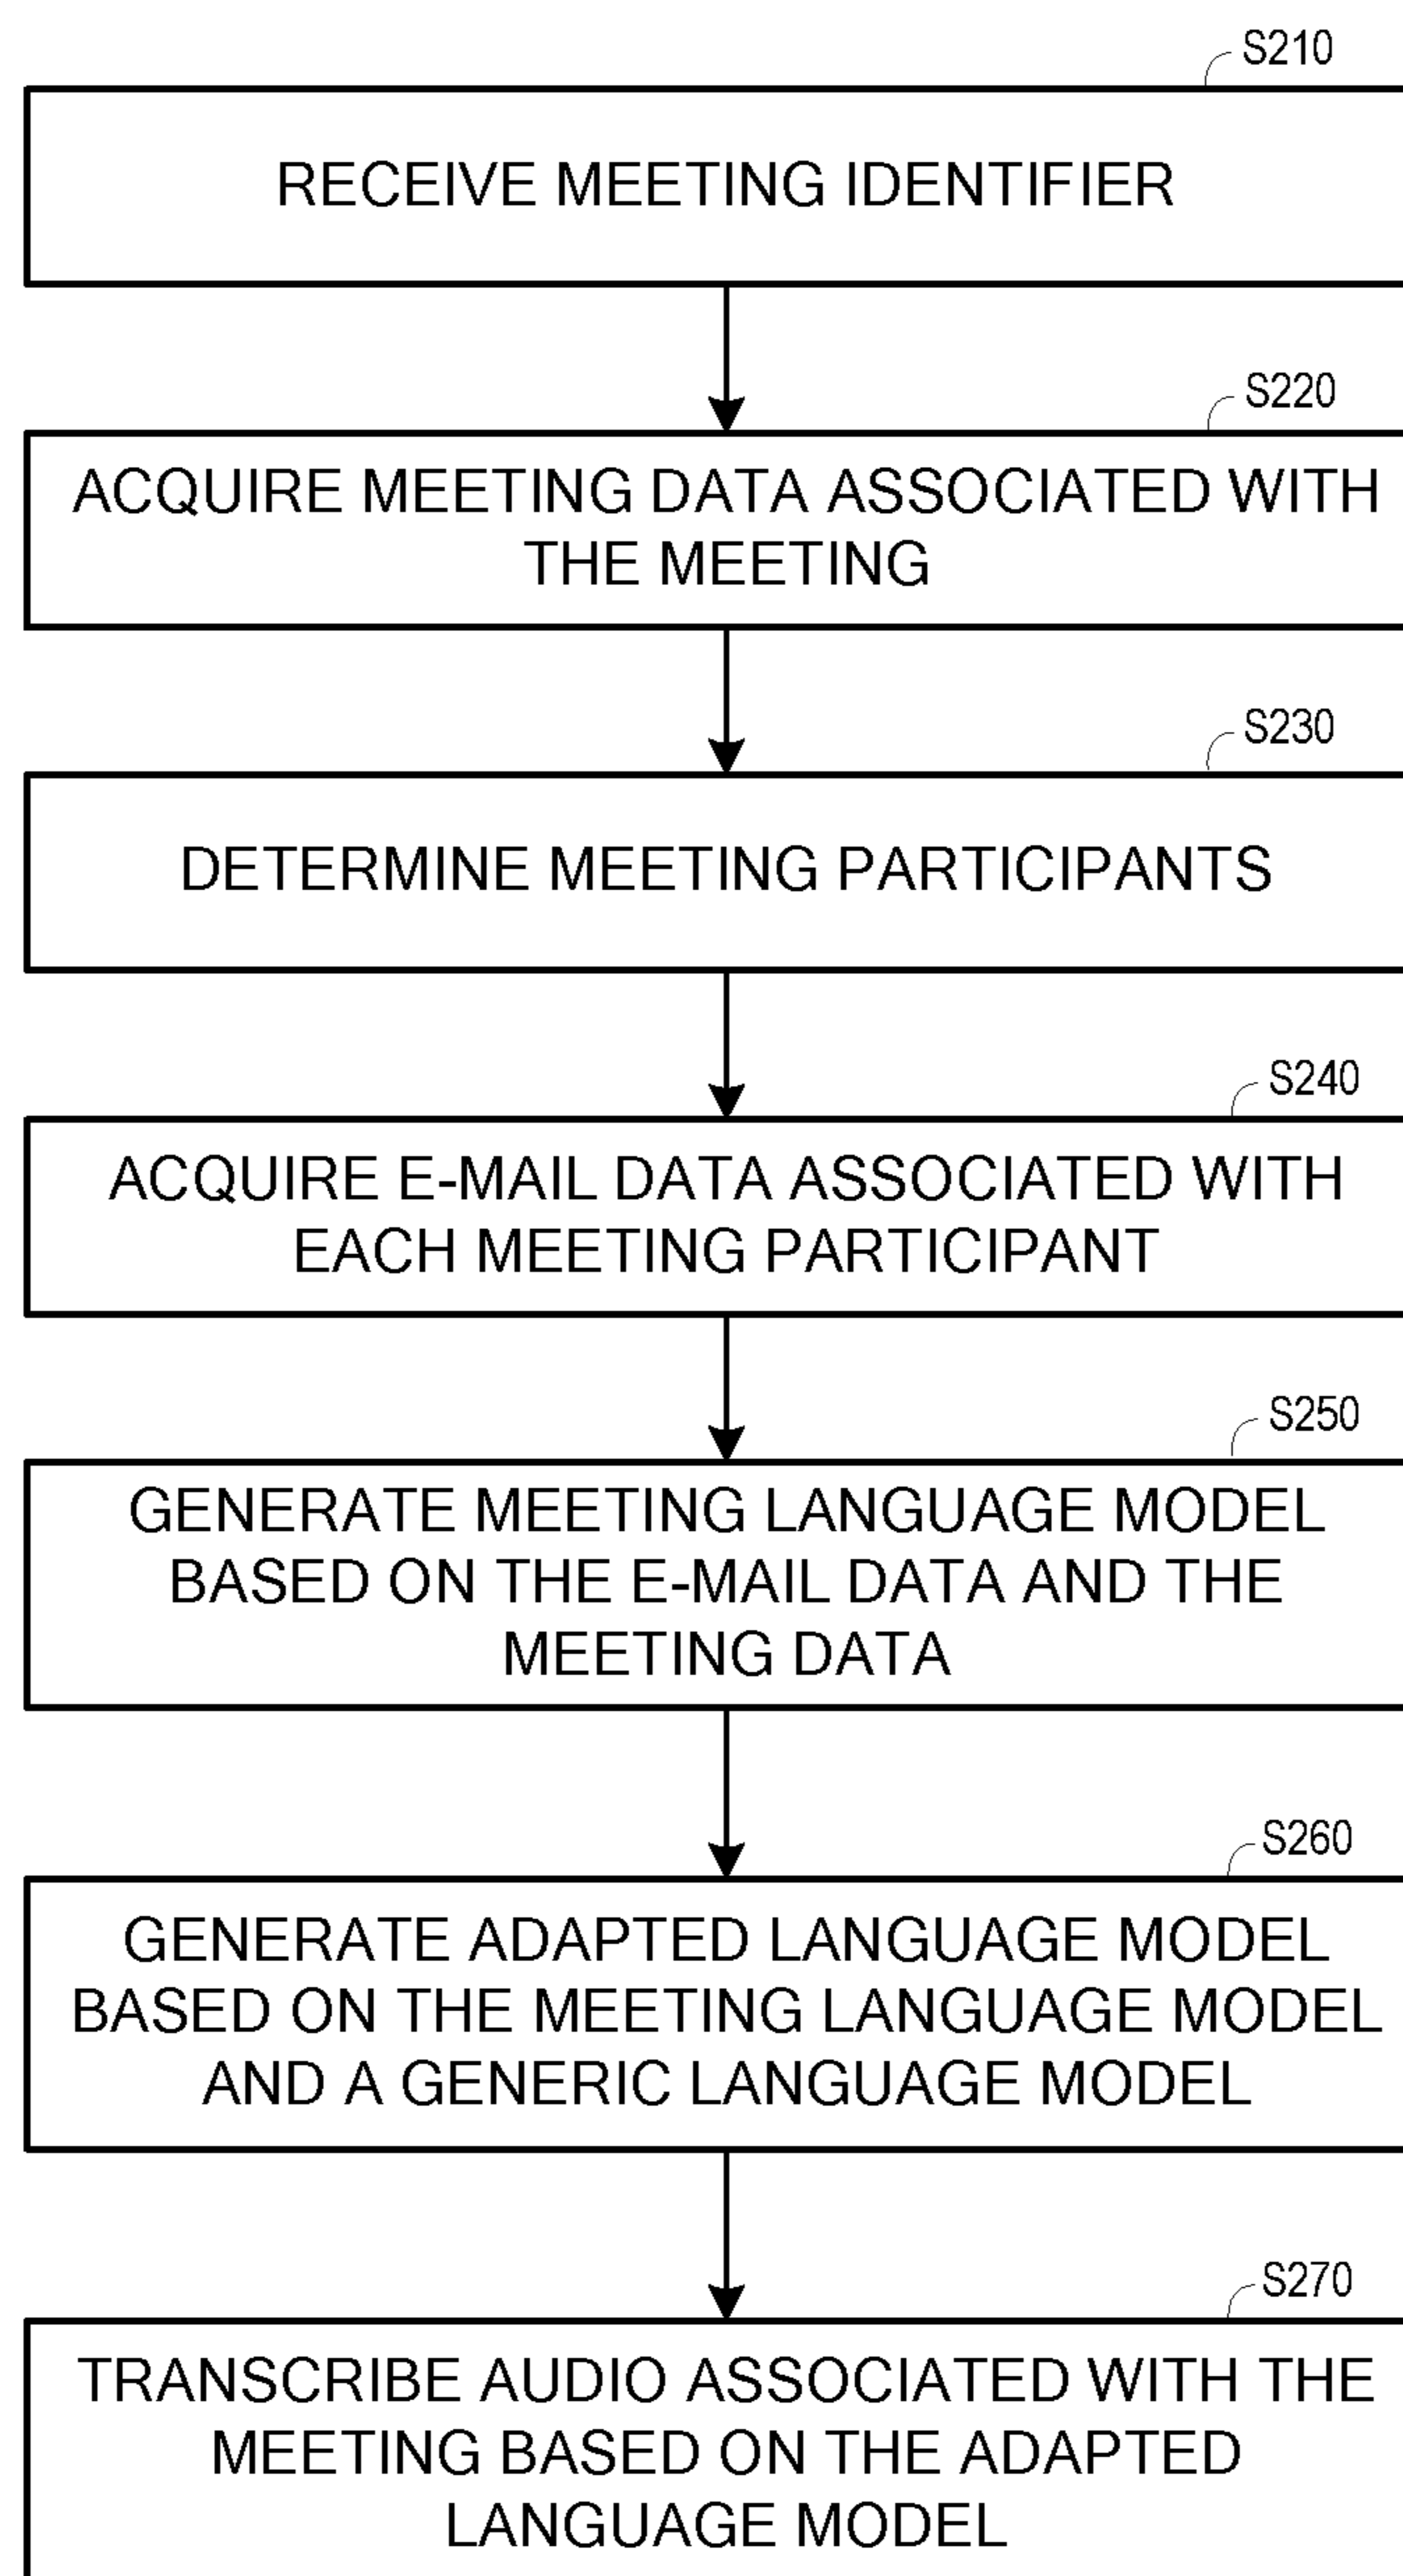 S210
RECEIVE MEETING IDENTIFIER
S220
ACQUIRE MEETING DATA ASSOCIATED WITH
THE MEETING
S230
DETERMINE MEETING PARTICIPANTS
S240
ACQUIRE E-MAIL DATA ASSOCIATED WITH
EACH MEETING PARTICIPANT
S250
GENERATE MEETING LANGUAGE MODEL
BASED ON THE E-MAIL DATA AND THE
MEETING DATA
S260
GENERATE ADAPTED LANGUAGE MODEL
BASED ON THE MEETING LANGUAGE MODEL
AND A GENERIC LANGUAGE MODEL
S270
TRANSCRIBE AUDIO ASSOCIATED WITH THE
MEETING BASED ON THE ADAPTED
LANGUAGE MODEL